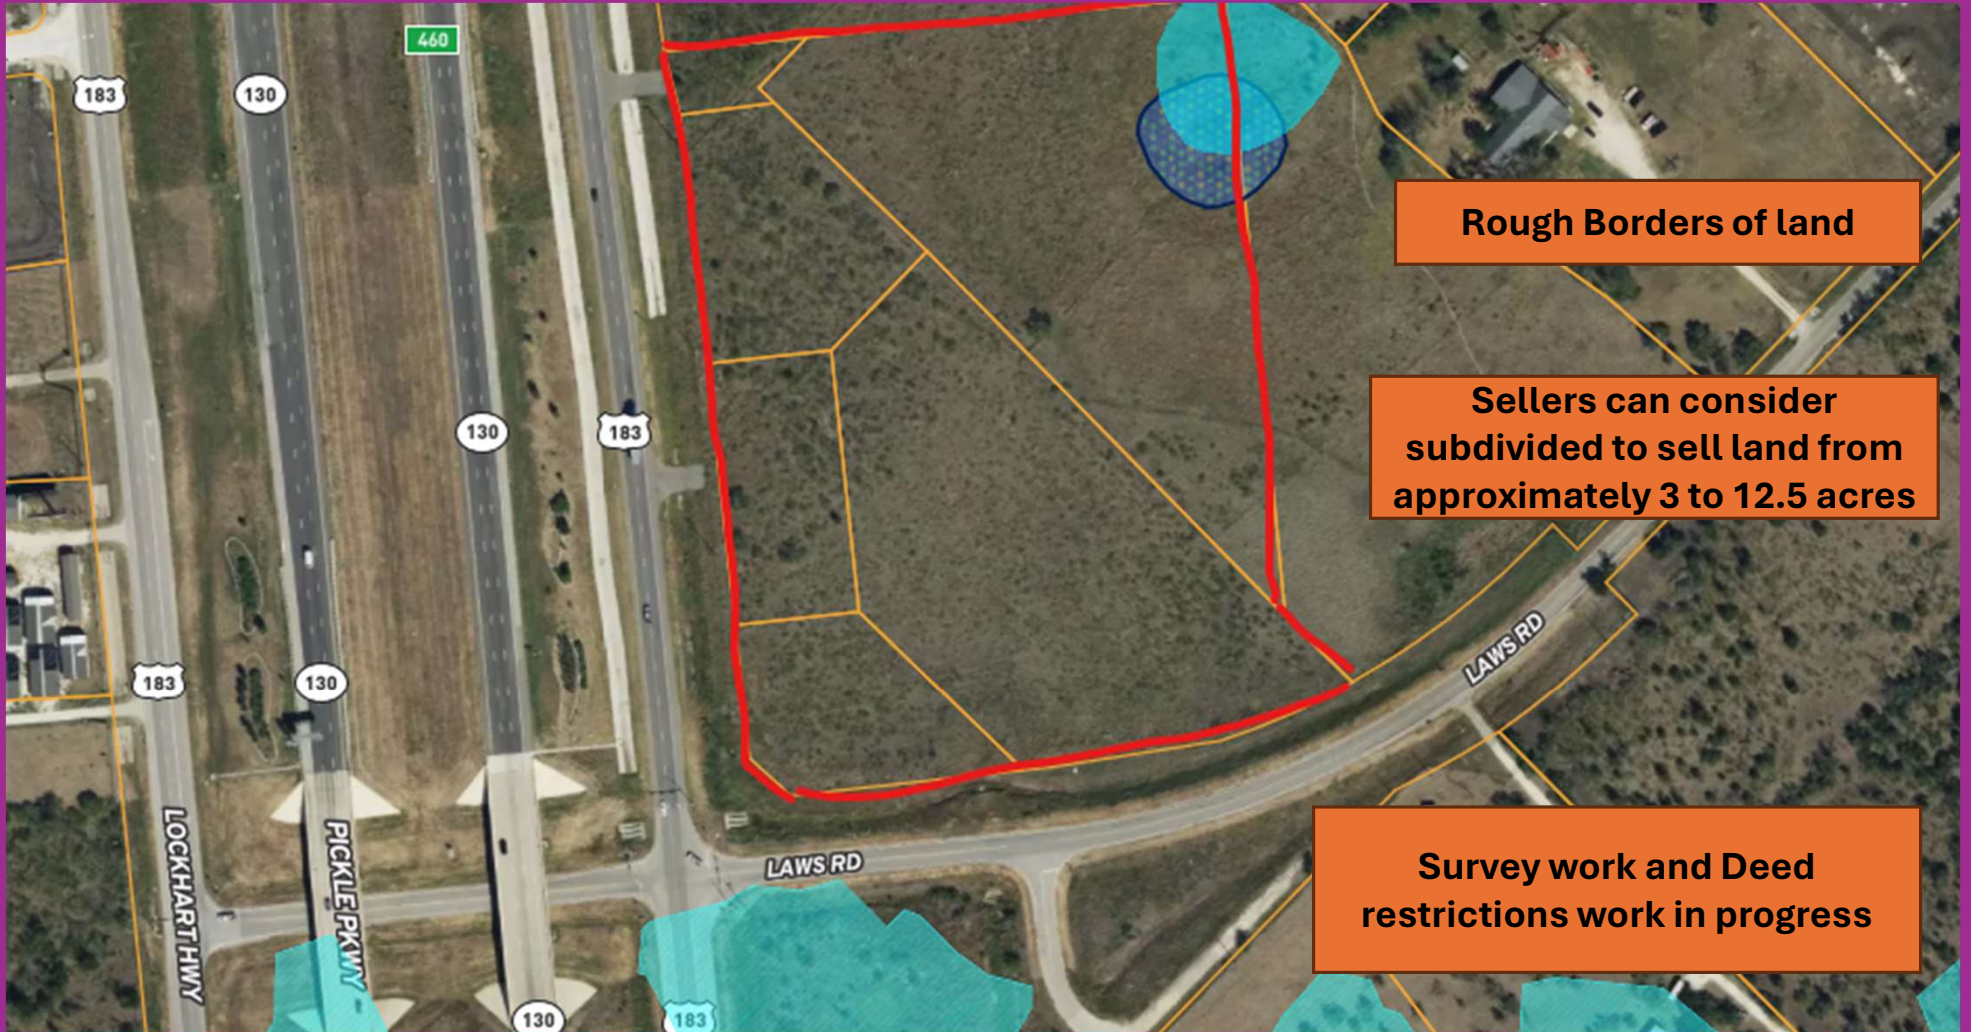 460
183
130
Rough Borders of land
Sellers can consider
subdivided to sell land from
approximately 3 to 12.5 acres
130
183
LAWS RD
183
130
LOCKHART HWY
PICKLE PKWY
LAWS RD
Survey work and Deed
restrictions work in progress
130
183